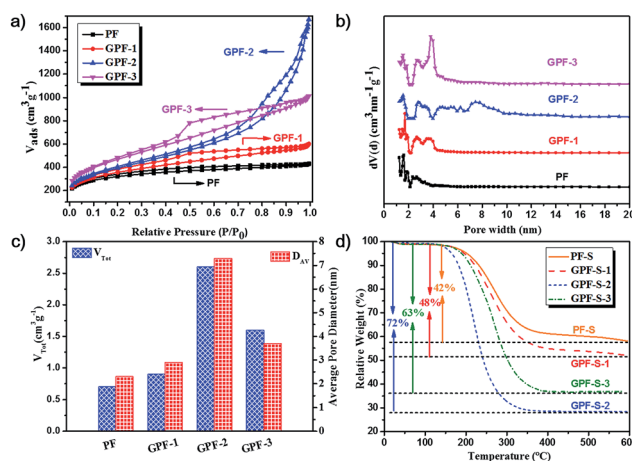 a)
PF
GPF-1
GPF-2
GPF-3
GPF-2
GPF-3
GPF-1
PF
V_ads (cm³g⁻¹)
1600
1400
1200
1000
800
600
400
200
0.0 0.1 0.2 0.3 0.4 0.5 0.6 0.7 0.8 0.9 1.0
Relative Pressure (P/P₀)
b)
dV(d) (cm³nm⁻¹g⁻¹)
GPF-3
GPF-2
GPF-1
PF
0 2 4 6 8 10 12 14 16 18 20
Pore width (nm)
c)
V_Tot
D_AV
V_Tot (cm³g⁻¹)
3.0
2.5
2.0
1.5
1.0
0.5
0.0
8
7
6
5
4
3
2
1
0
Average Pore Diameter(nm)
PF GPF-1 GPF-2 GPF-3
d)
PF-S
GPF-S-1
GPF-S-2
GPF-S-3
Relative Weight (%)
100
90
80
70
60
50
40
30
20
42%
48%
63%
72%
PF-S
GPF-S-1
GPF-S-3
GPF-S-2
0 100 200 300 400 500 600
Temperature (°C)